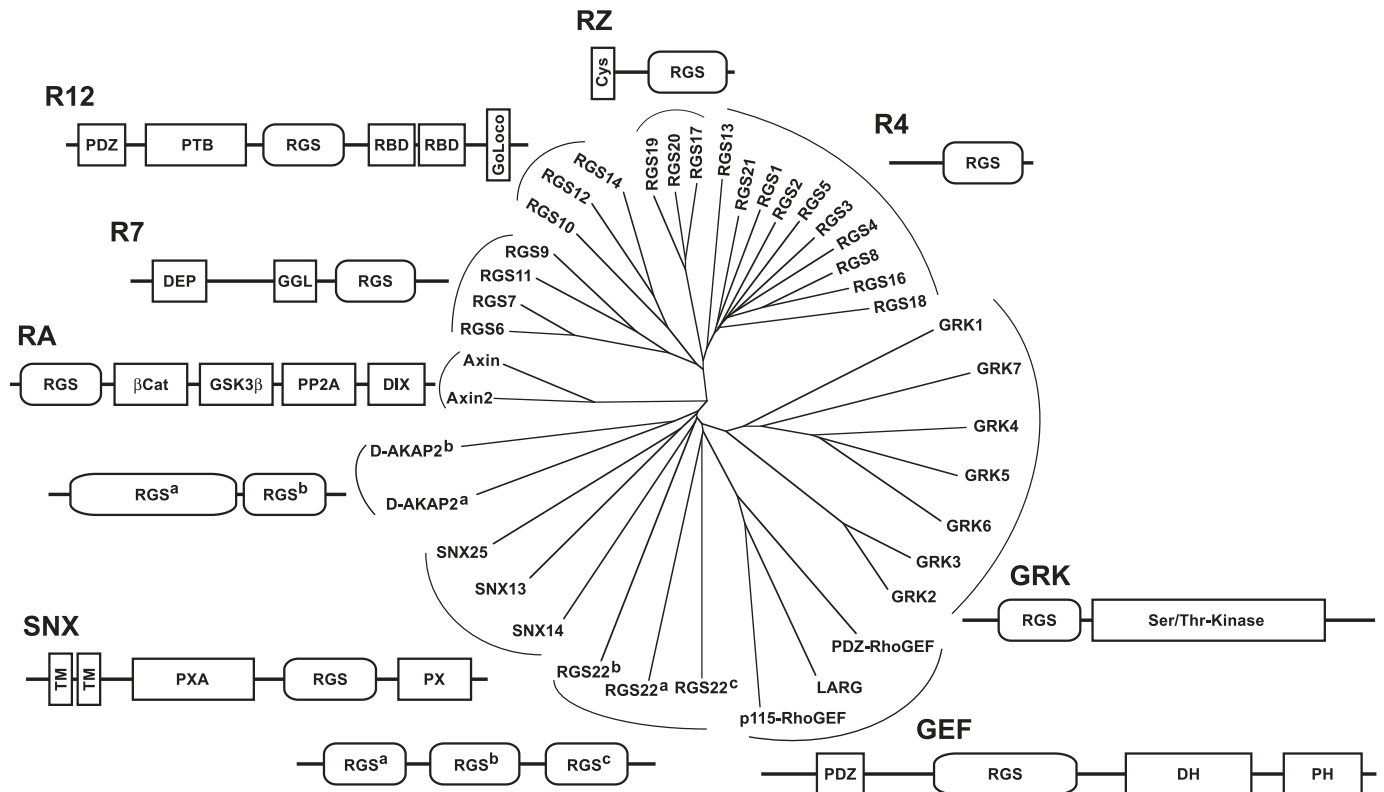 RZ
Cys RGS
R12
PDZ PTB RGS RBD RBD GoLoco
R4
RGS
R7
DEP GGL RGS
RA
RGS βCat GSK3β PP2A DIX
RGSa RGSb
SNX
TM TM PXA RGS PX
RGSa RGSb RGSc
GEF
PDZ RGS DH PH
GRK
RGS Ser/Thr-Kinase
RGS19
RGS20
RGS17
RGS13
RGS21
RGS1
RGS2
RGS5
RGS3
RGS4
RGS8
RGS16
RGS18
GRK1
GRK7
GRK4
GRK5
GRK6
GRK3
GRK2
PDZ-RhoGEF
LARG
p115-RhoGEF
RGS22c
RGS22a
RGS22b
SNX14
SNX13
SNX25
D-AKAP2a
D-AKAP2b
Axin2
Axin
RGS6
RGS7
RGS11
RGS9
RGS10
RGS12
RGS14